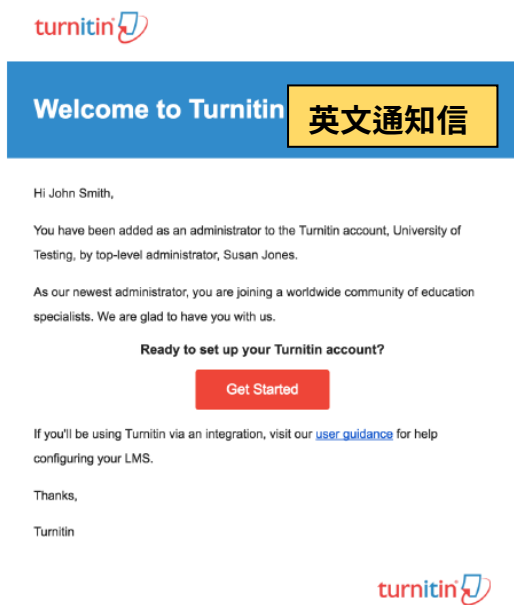 turnitin
Welcome to Turnitin
英文通知信
Hi John Smith,
You have been added as an administrator to the Turnitin account, University of
Testing, by top-level administrator, Susan Jones.
As our newest administrator, you are joining a worldwide community of education
specialists. We are glad to have you with us.
Ready to set up your Turnitin account?
Get Started
If you'll be using Turnitin via an integration, visit our user guidance for help
configuring your LMS.
Thanks,
Turnitin
turnitin